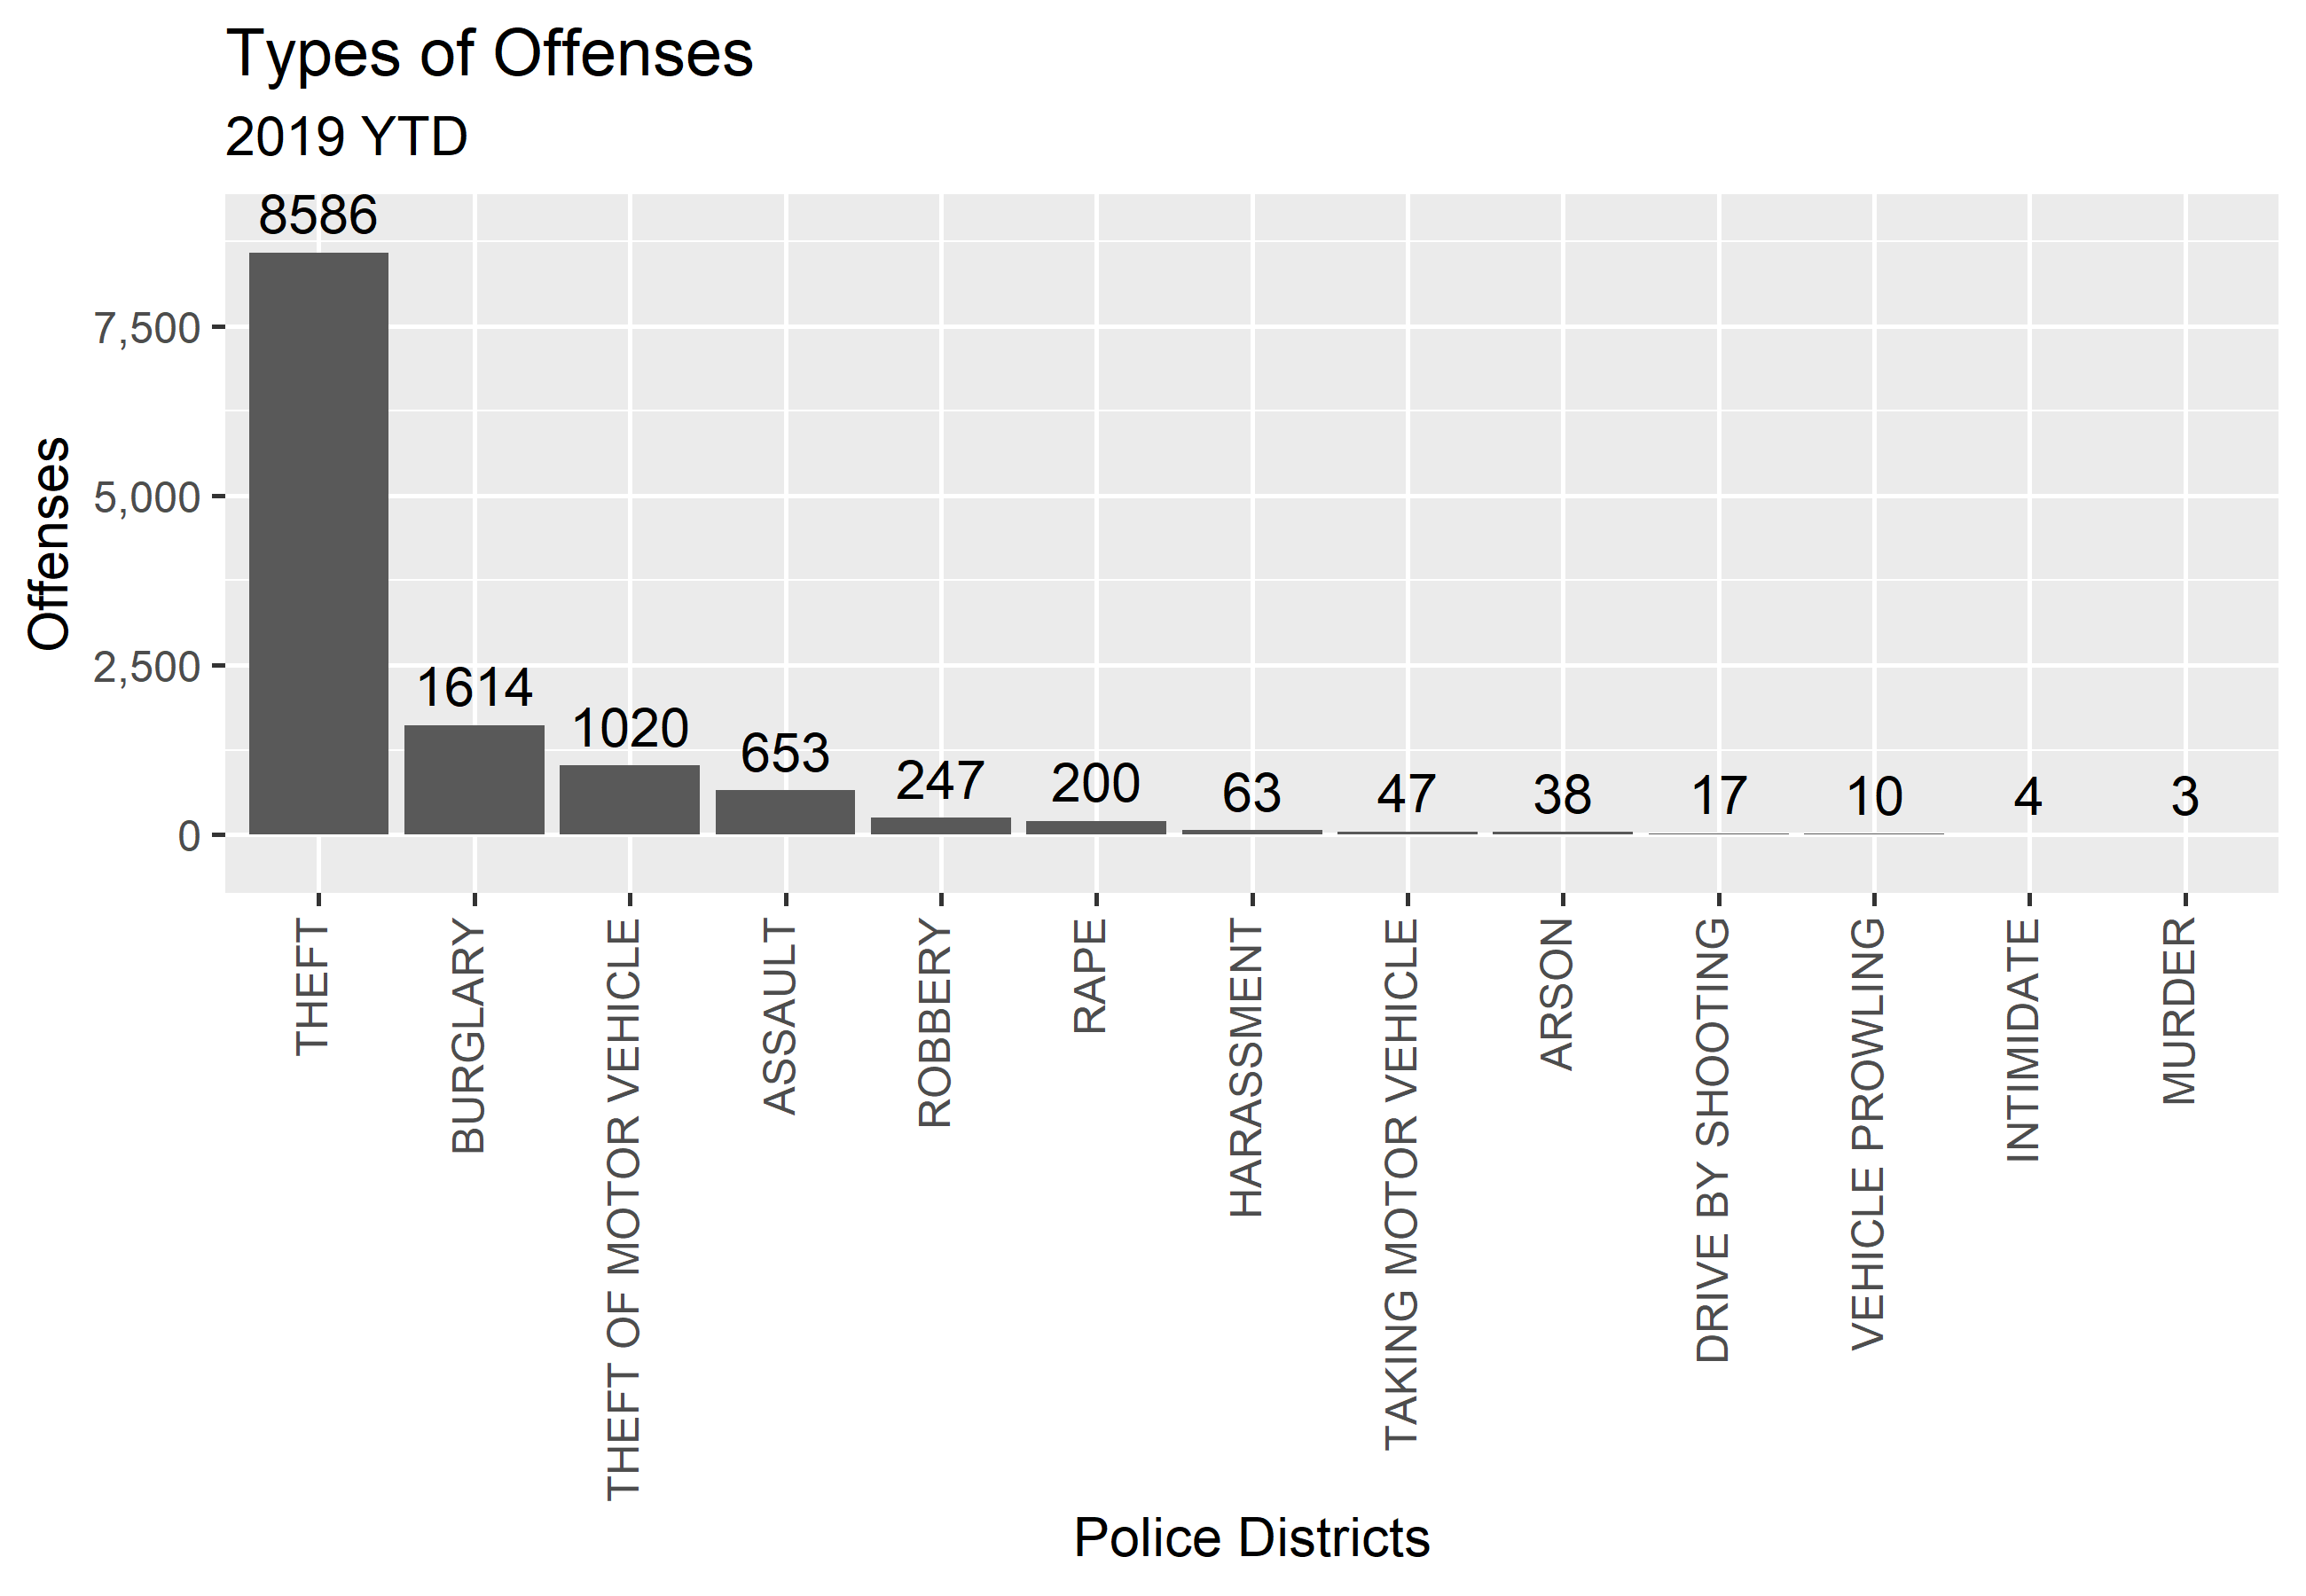 Types of Offenses
2019 YTD
Offenses
7,500
5,000
2,500
0
8586
1614
1020
653
247
200
63
47
38
17
10
4
3
THEFT
BURGLARY
THEFT OF MOTOR VEHICLE
ASSAULT
ROBBERY
RAPE
HARASSMENT
TAKING MOTOR VEHICLE
ARSON
DRIVE BY SHOOTING
VEHICLE PROWLING
INTIMIDATE
MURDER
Police Districts